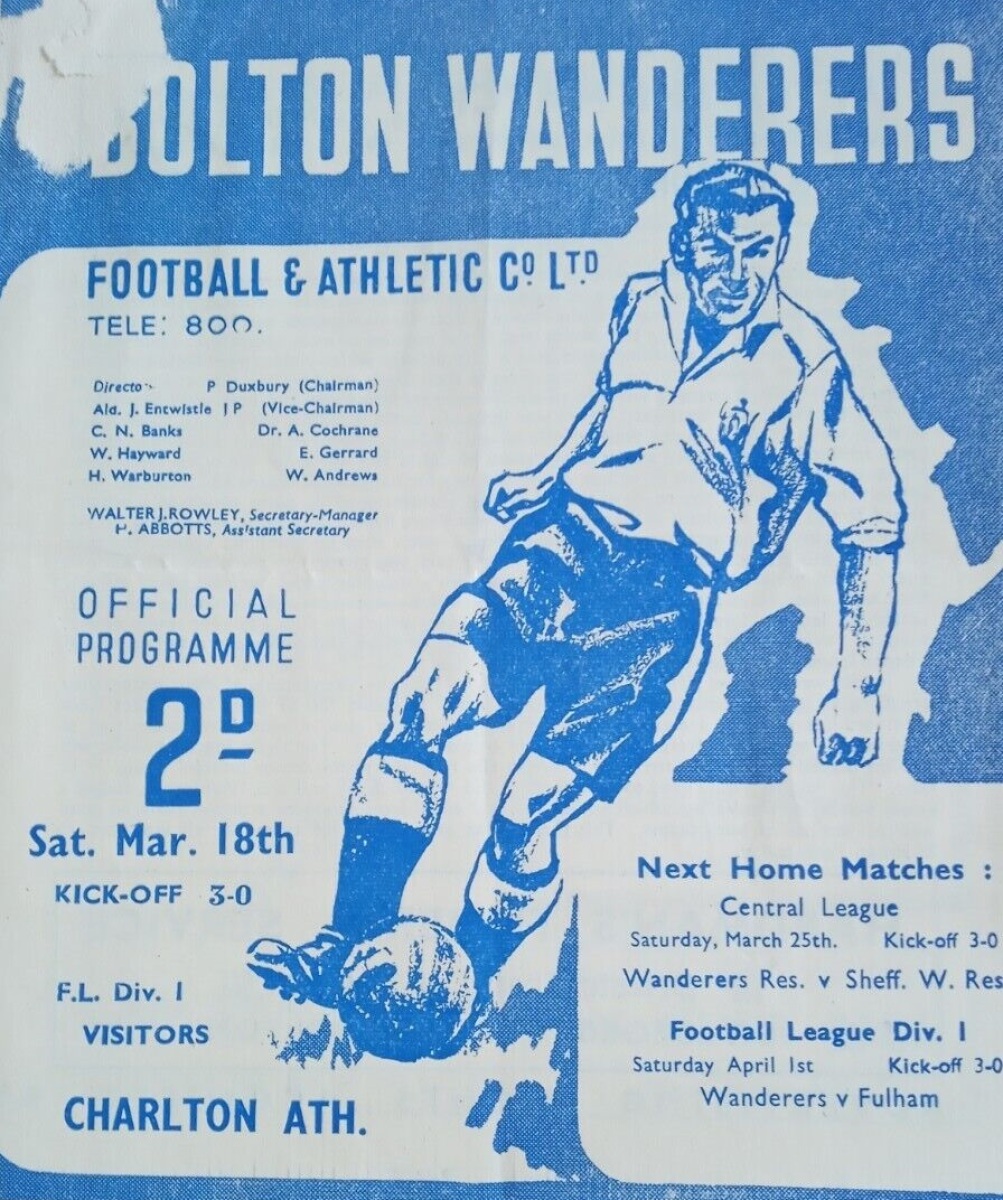 BOLTON WANDERERS
FOOTBALL & ATHLETIC Cº LTD
TELE: 800.
P Duxbury (Chairman)
Ald. J. Entwistle J P (Vice-Chairman)
C. N. Banks Dr. A. Cochrane
W. Hayward E. Gerrard
H. Warburton W. Andrews
WALTER J. ROWLEY, Secretary-Manager
H. ABBOTTS, Assistant Secretary
OFFICIAL
PROGRAMME
2D
Sat. Mar. 18th
KICK-OFF 3-0
F.L. Div. 1
VISITORS
CHARLTON ATH.
Next Home Matches :
Central League
Saturday, March 25th. Kick-off 3-0
Wanderers Res. v Sheff. W. Res
Football League Div. 1
Saturday April 1st Kick-off 3-0
Wanderers v Fulham